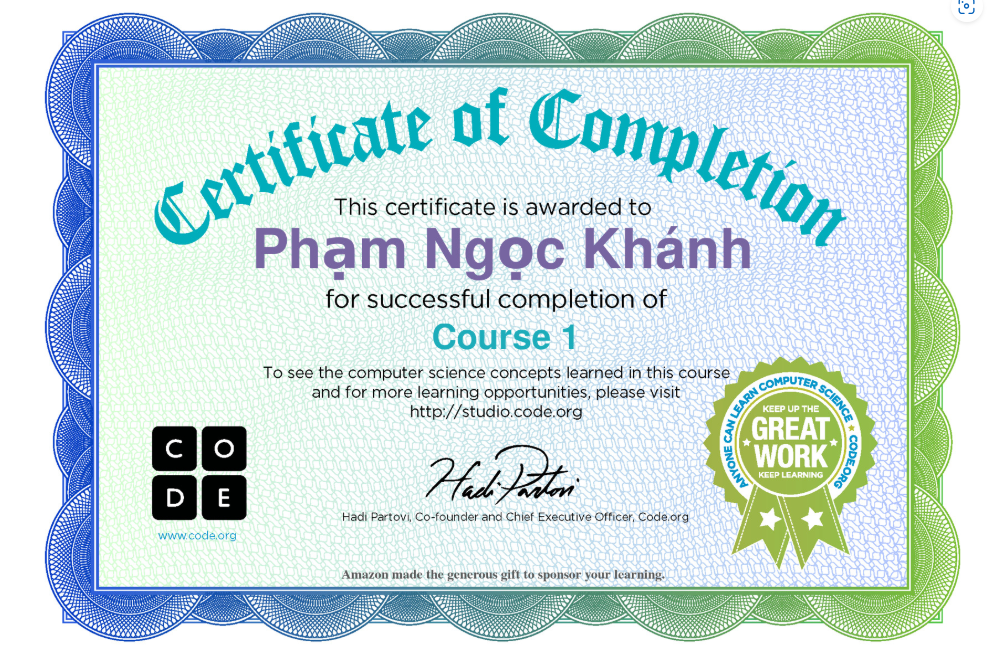 Certificate of Completion
This certificate is awarded to
Phạm Ngọc Khánh
for successful completion of
Course 1
To see the computer science concepts learned in this course
and for more learning opportunities, please visit
http://studio.code.org
C O
D E
www.code.org
Hadi Partovi
Hadi Partovi, Co-founder and Chief Executive Officer, Code.org
ANYONE CAN LEARN COMPUTER SCIENCE ★ CODE.ORG
KEEP UP THE
GREAT
WORK
KEEP LEARNING
Amazon made the generous gift to sponsor your learning.